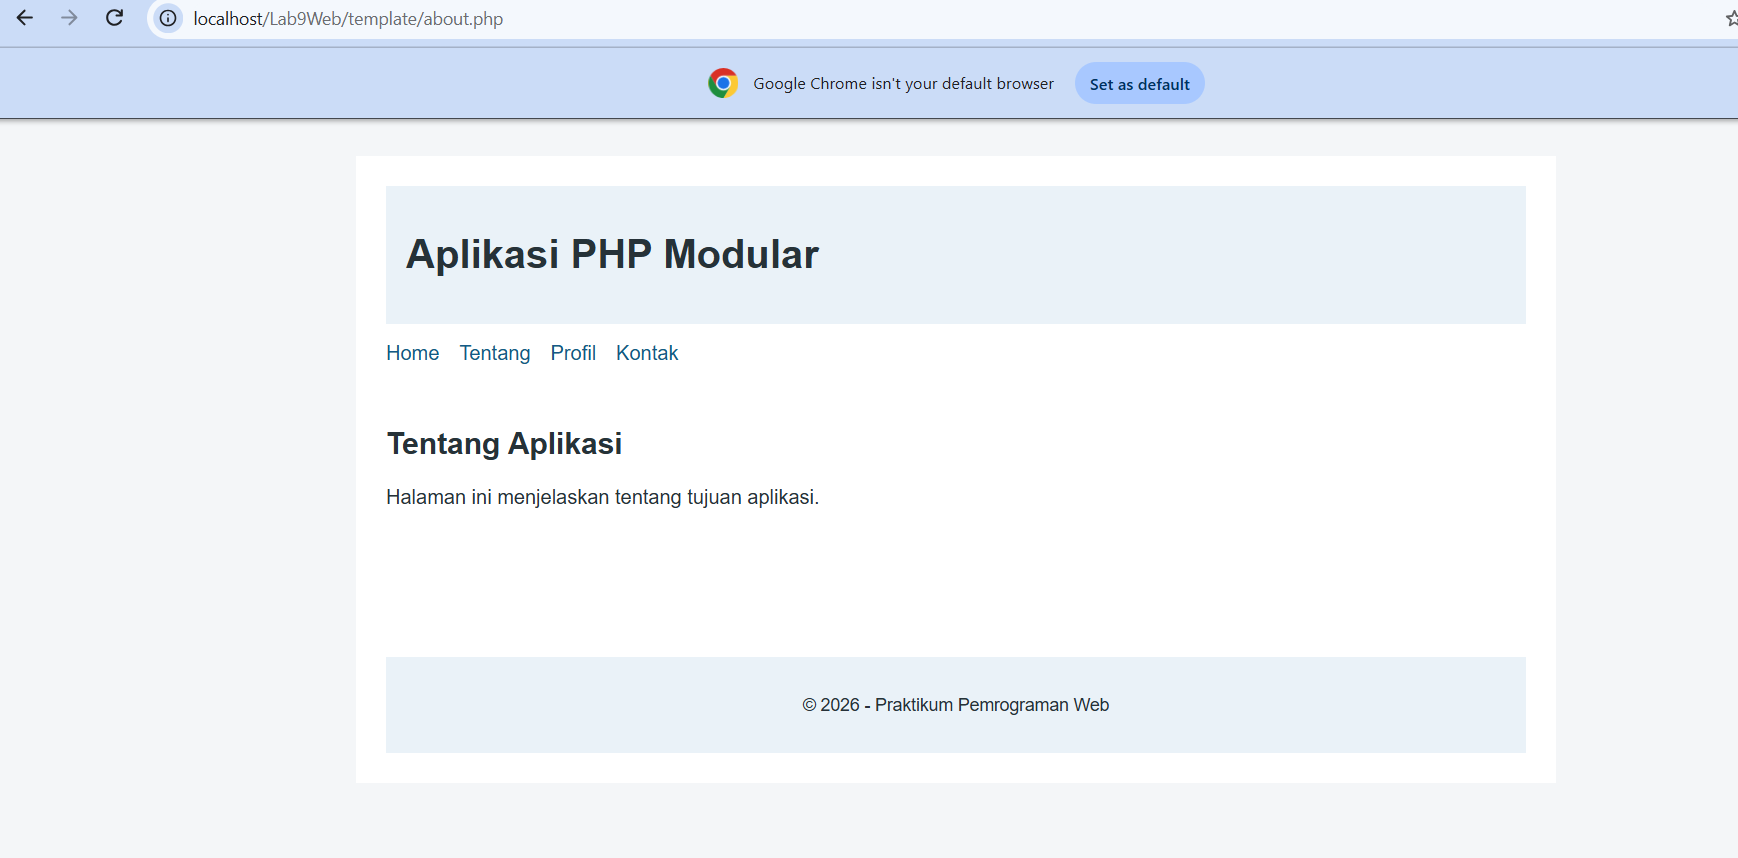 localhost/Lab9Web/template/about.php
Google Chrome isn't your default browser Set as default
Aplikasi PHP Modular
Home Tentang Profil Kontak
Tentang Aplikasi
Halaman ini menjelaskan tentang tujuan aplikasi.
© 2026 - Praktikum Pemrograman Web